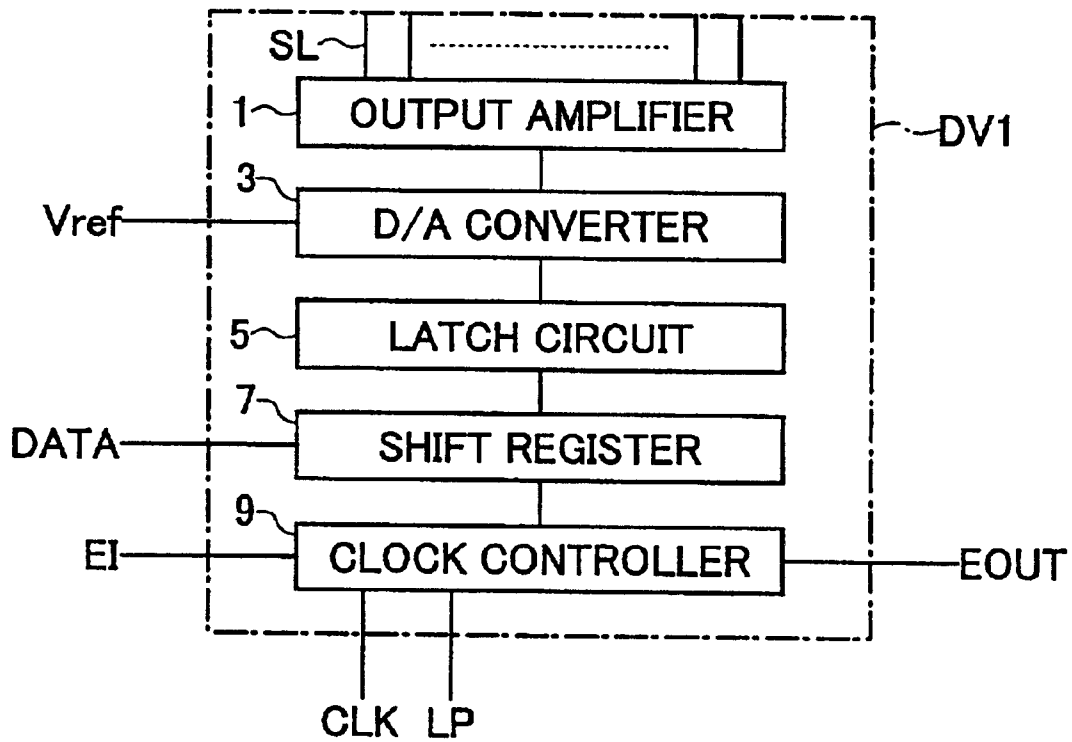 SL
1 OUTPUT AMPLIFIER
DV1
3
Vref D/A CONVERTER
5 LATCH CIRCUIT
7
DATA SHIFT REGISTER
9
EI CLOCK CONTROLLER EOUT
CLK LP